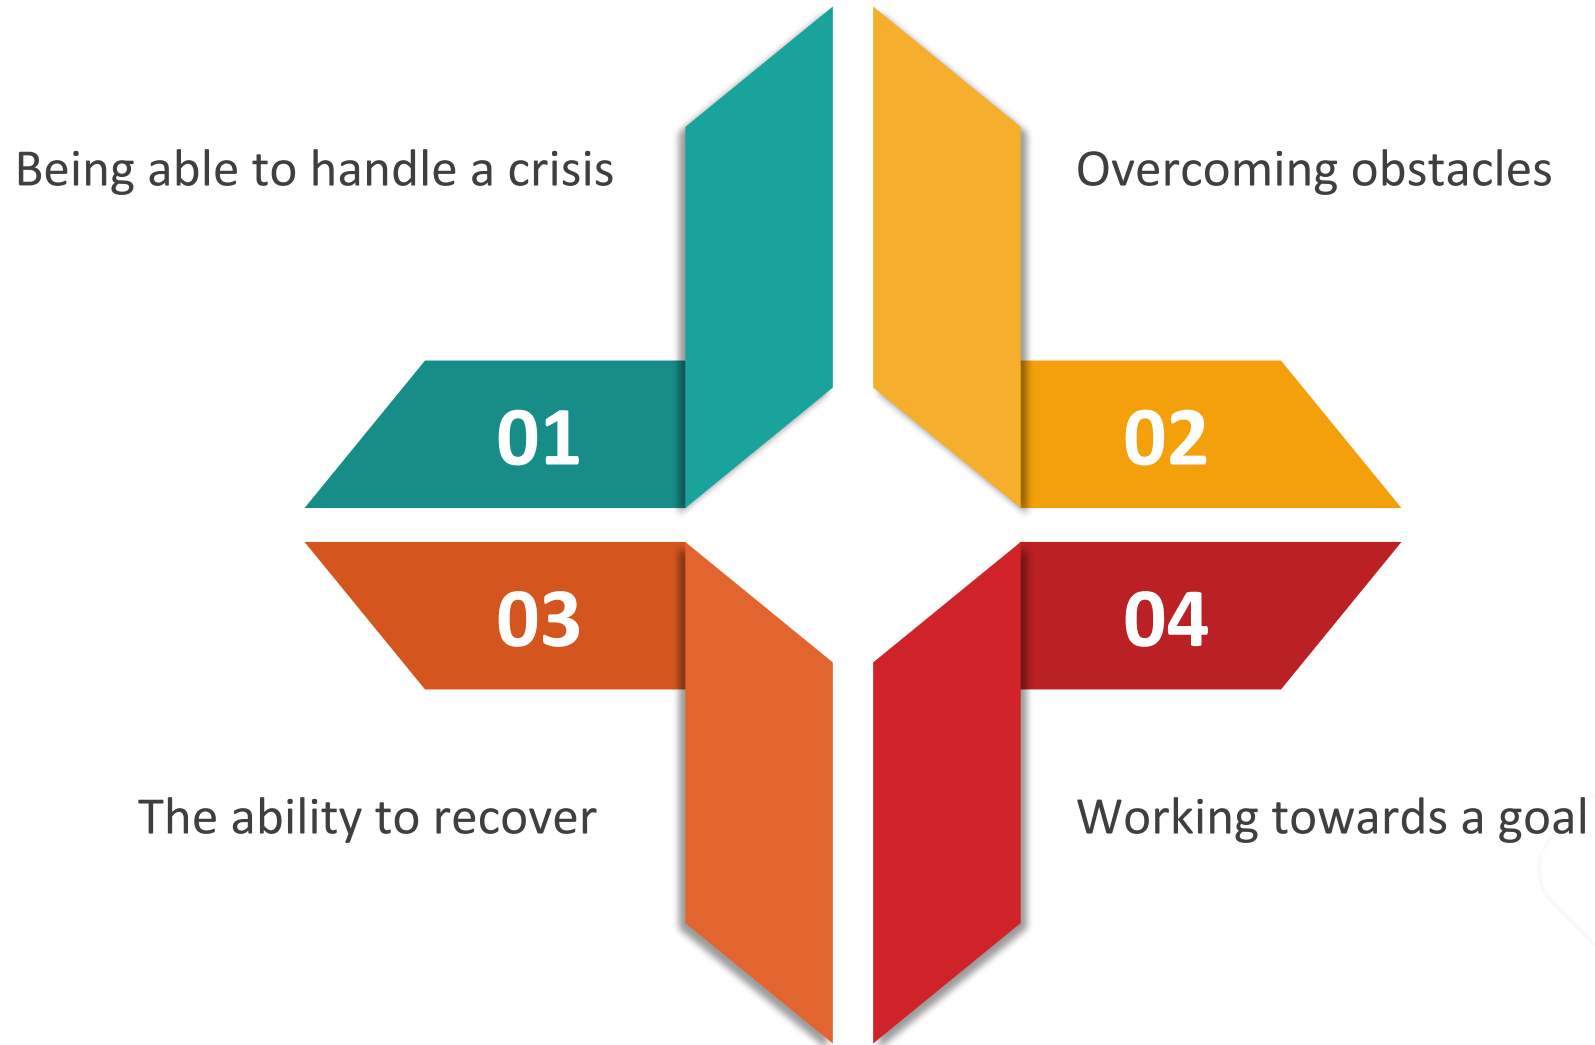 Being able to handle a crisis
Overcoming obstacles
01
02
03
04
The ability to recover
Working towards a goal